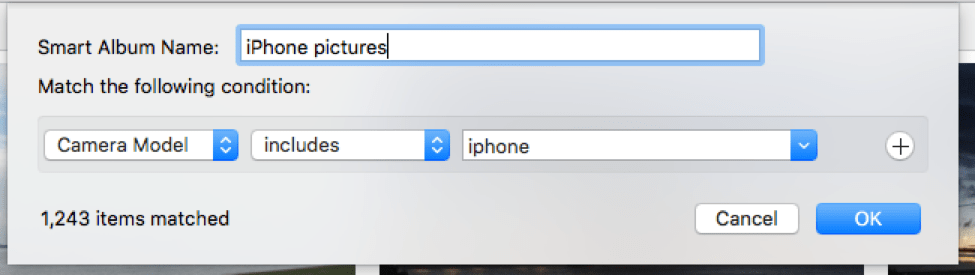 Smart Album Name: iPhone pictures
Match the following condition:
Camera Model includes iphone
1,243 items matched Cancel OK